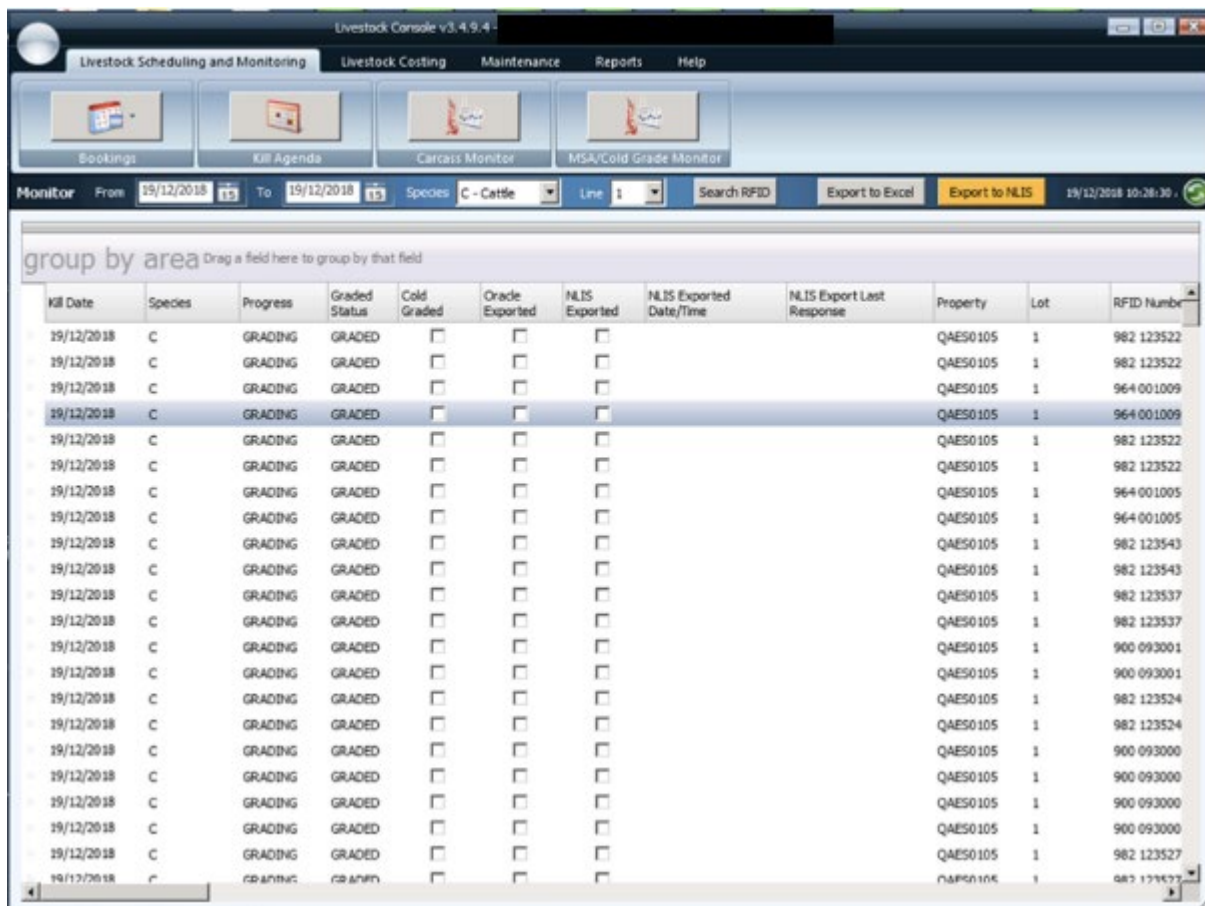 Livestock Console v3.4.9.4 -
Livestock Scheduling and Monitoring Livestock Costing Maintenance Reports Help
Bookings Kill Agenda Carcass Monitor MSA/Cold Grade Monitor
Monitor From 19/12/2018 15 To 19/12/2018 15 Species C - Cattle Line 1 Search RFID Export to Excel Export to NLIS 19/12/2018 10:28:30
group by area Drag a field here to group by that field
Kill Date Species Progress Graded Status Cold Graded Oracle Exported NLIS Exported NLIS Exported Date/Time NLIS Export Last Response Property Lot RFID Numbe
19/12/2018 C GRADING GRADED QAES0105 1 982 123522
19/12/2018 C GRADING GRADED QAES0105 1 982 123522
19/12/2018 C GRADING GRADED QAES0105 1 964 001009
19/12/2018 C GRADING GRADED QAES0105 1 964 001009
19/12/2018 C GRADING GRADED QAES0105 1 982 123522
19/12/2018 C GRADING GRADED QAES0105 1 982 123522
19/12/2018 C GRADING GRADED QAES0105 1 964 001005
19/12/2018 C GRADING GRADED QAES0105 1 964 001005
19/12/2018 C GRADING GRADED QAES0105 1 982 123543
19/12/2018 C GRADING GRADED QAES0105 1 982 123543
19/12/2018 C GRADING GRADED QAES0105 1 982 123537
19/12/2018 C GRADING GRADED QAES0105 1 982 123537
19/12/2018 C GRADING GRADED QAES0105 1 900 093001
19/12/2018 C GRADING GRADED QAES0105 1 900 093001
19/12/2018 C GRADING GRADED QAES0105 1 982 123524
19/12/2018 C GRADING GRADED QAES0105 1 982 123524
19/12/2018 C GRADING GRADED QAES0105 1 900 093000
19/12/2018 C GRADING GRADED QAES0105 1 900 093000
19/12/2018 C GRADING GRADED QAES0105 1 900 093000
19/12/2018 C GRADING GRADED QAES0105 1 900 093000
19/12/2018 C GRADING GRADED QAES0105 1 982 123527
19/12/2018 C GRADING GRADED QAES0105 1 982 123527